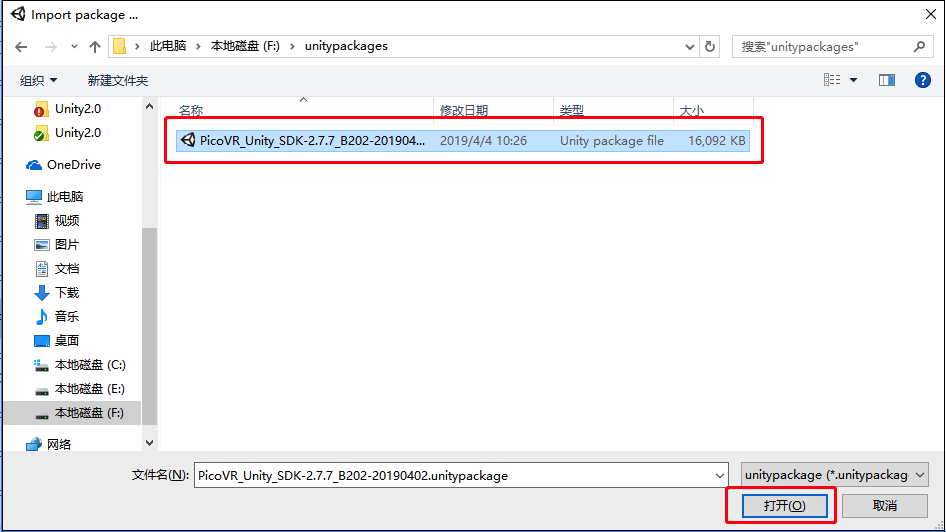 Import package ...
此电脑 › 本地磁盘 (F:) › unitypackages
搜索"unitypackages"
组织 新建文件夹
名称 修改日期 类型 大小
PicoVR_Unity_SDK-2.7.7_B202-201904... 2019/4/4 10:26 Unity package file 16,092 KB
Unity2.0
Unity2.0
OneDrive
此电脑
视频
图片
文档
下载
音乐
桌面
本地磁盘 (C:)
本地磁盘 (E:)
本地磁盘 (F:)
网络
文件名(N): PicoVR_Unity_SDK-2.7.7_B202-20190402.unitypackage unitypackage (*.unitypackag
打开(O) 取消